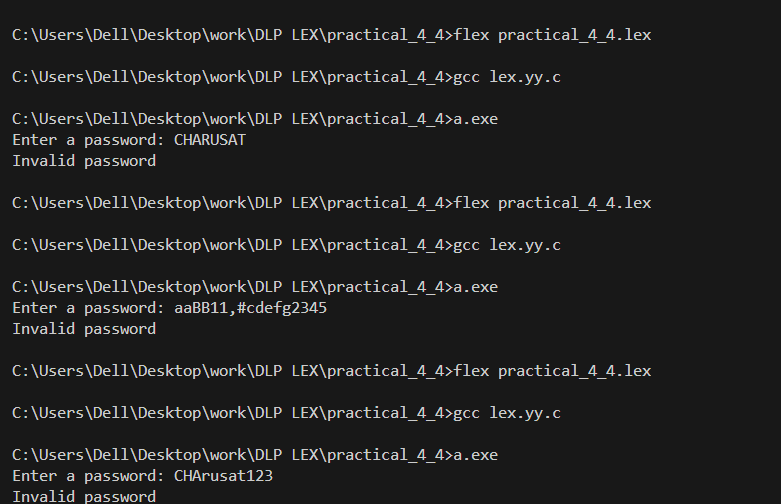 C:\Users\Dell\Desktop\work\DLP LEX\practical_4_4>flex practical_4_4.lex
C:\Users\Dell\Desktop\work\DLP LEX\practical_4_4>gcc lex.yy.c
C:\Users\Dell\Desktop\work\DLP LEX\practical_4_4>a.exe
Enter a password: CHARUSAT
Invalid password
C:\Users\Dell\Desktop\work\DLP LEX\practical_4_4>flex practical_4_4.lex
C:\Users\Dell\Desktop\work\DLP LEX\practical_4_4>gcc lex.yy.c
C:\Users\Dell\Desktop\work\DLP LEX\practical_4_4>a.exe
Enter a password: aaBB11,#cdefg2345
Invalid password
C:\Users\Dell\Desktop\work\DLP LEX\practical_4_4>flex practical_4_4.lex
C:\Users\Dell\Desktop\work\DLP LEX\practical_4_4>gcc lex.yy.c
C:\Users\Dell\Desktop\work\DLP LEX\practical_4_4>a.exe
Enter a password: CHArusat123
Invalid password